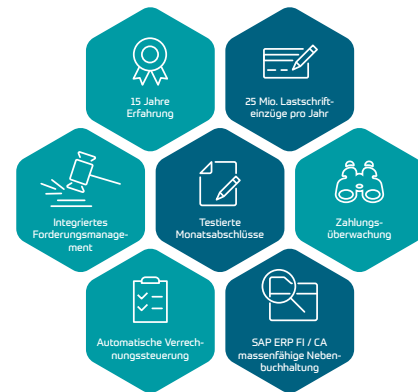 15 Jahre
Erfahrung
25 Mio. Lastschrift-
einzüge pro Jahr
Integriertes
Forderungsmanage-
ment
Testierte
Monatsabschlüsse
Zahlungs-
überwachung
Automatische Verrech-
nungssteuerung
SAP ERP FI / CA
massenfähige Neben-
buchhaltung